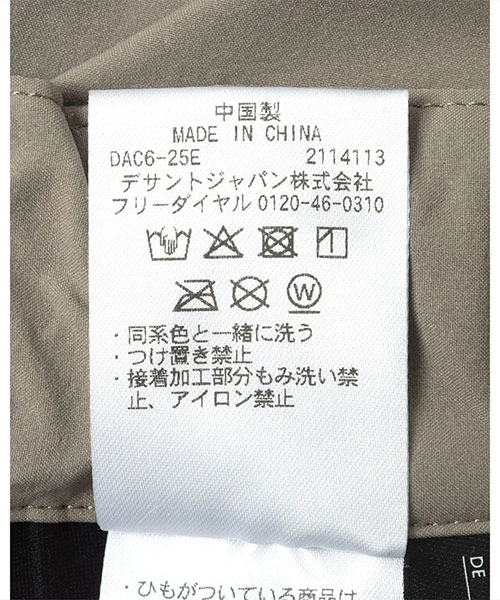 中国製
MADE IN CHINA
DAC6-25E 2114113
デサントジャパン株式会社
フリーダイヤル 0120-46-0310
W
・同系色と一緒に洗う
・つけ置き禁止
・接着加工部分もみ洗い禁
止、アイロン禁止
・ひもがついている商品は
DE